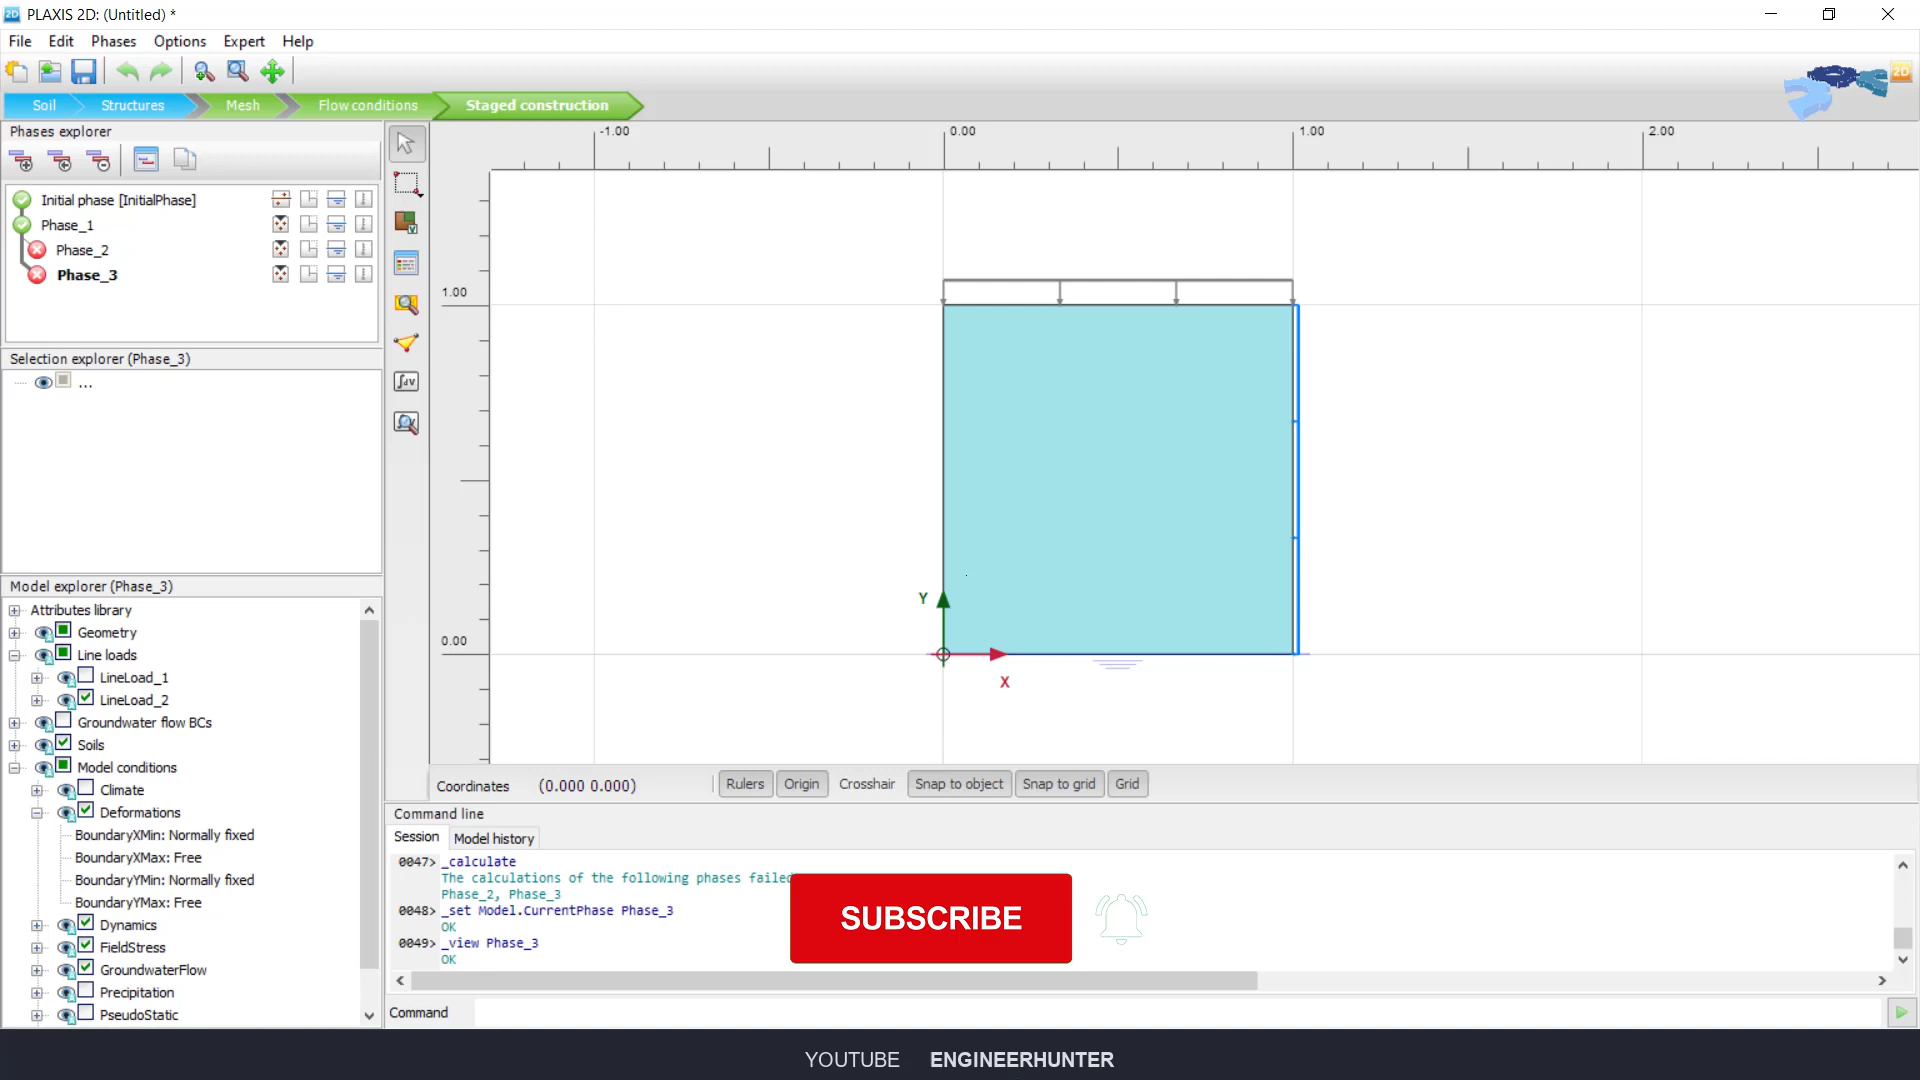 PLAXIS 2D: (Untitled) *
File Edit Phases Options Expert Help
2D
Soil Structures Mesh Flow conditions Staged construction
Phases explorer
Initial phase [InitialPhase]
Phase_1
Phase_2
Phase_3
Selection explorer (Phase_3)
...
Model explorer (Phase_3)
Attributes library
Geometry
Line loads
LineLoad_1
LineLoad_2
Groundwater flow BCs
Soils
Model conditions
Climate
Deformations
BoundaryXMin: Normally fixed
BoundaryXMax: Free
BoundaryYMin: Normally fixed
BoundaryYMax: Free
Dynamics
FieldStress
GroundwaterFlow
Precipitation
PseudoStatic
-1.00 0.00 1.00 2.00
1.00
0.00
Y
X
Coordinates (0.000 0.000) Rulers Origin Crosshair Snap to object Snap to grid Grid
Command line
Session Model history
0047> _calculate
The calculations of the following phases failed
Phase_2, Phase_3
0048> _set Model.CurrentPhase Phase_3
OK
0049> _view Phase_3
OK
SUBSCRIBE
Command
YOUTUBE ENGINEERHUNTER